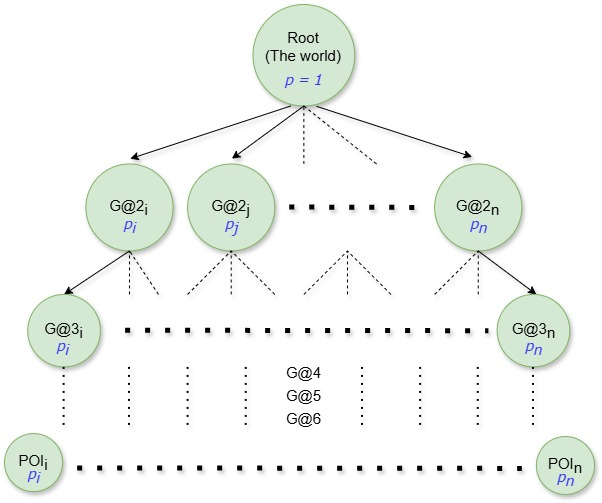 Root
(The world)
p = 1
G@2i G@2j G@2n
pi pj pn
G@3i G@3n
pi pn
G@4
G@5
G@6
POIi POIn
pi pn